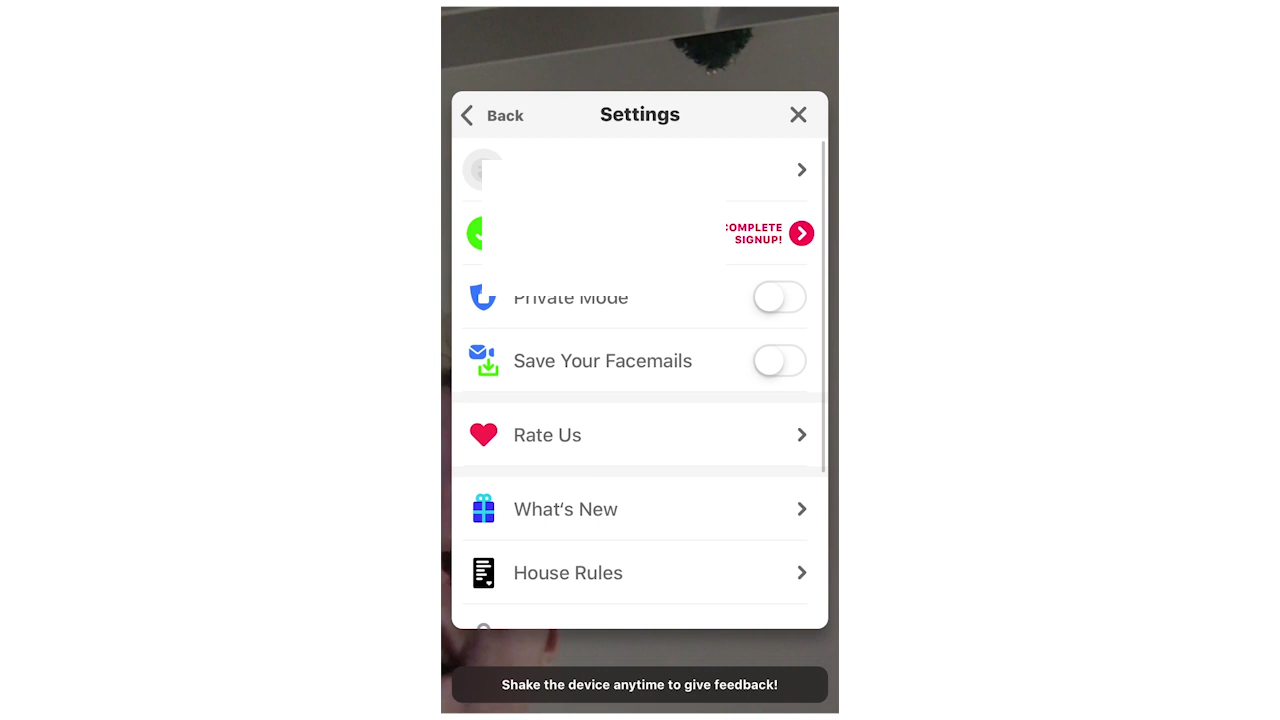 Back
Settings
COMPLETE
SIGNUP!
Private Mode
Save Your Facemails
Rate Us
What's New
House Rules
Shake the device anytime to give feedback!